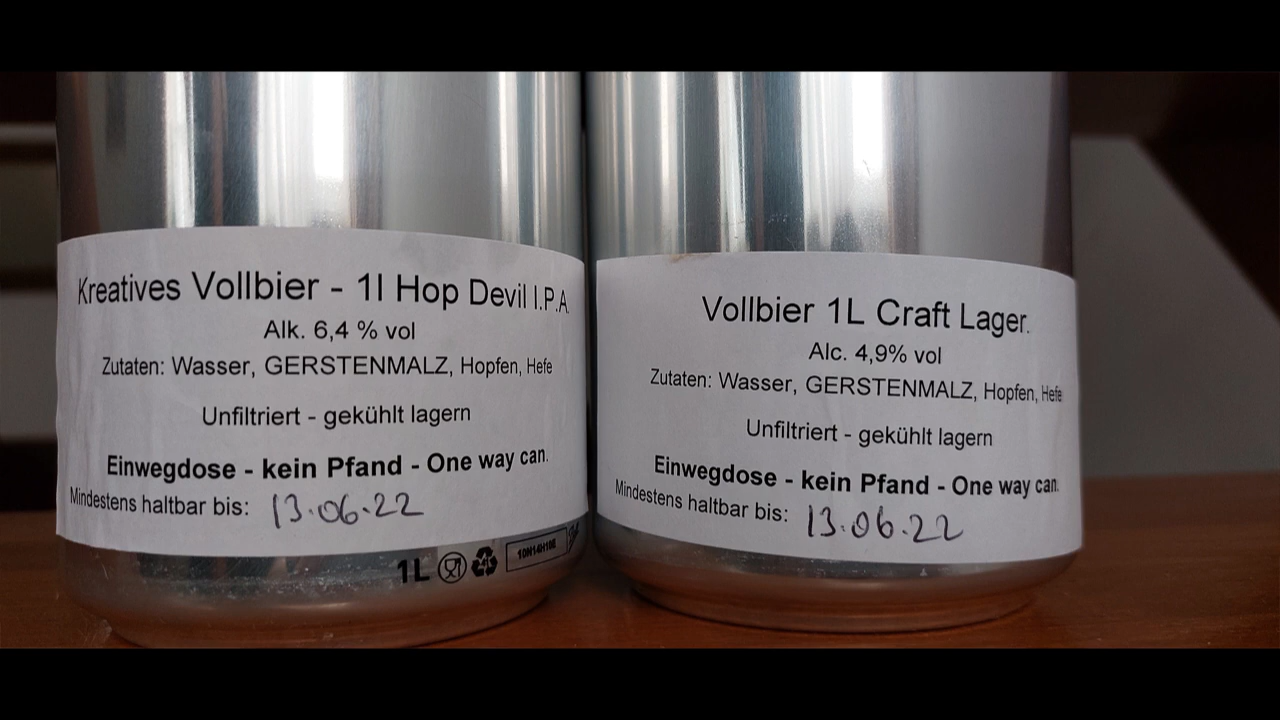 Kreatives Vollbier - 1l Hop Devil I.P.A.
Alk. 6,4 % vol
Zutaten: Wasser, GERSTENMALZ, Hopfen, Hefe
Unfiltriert - gekühlt lagern
Einwegdose - kein Pfand - One way can.
Mindestens haltbar bis: 13.06.22
1L
Vollbier 1L Craft Lager.
Alc. 4,9% vol
Zutaten: Wasser, GERSTENMALZ, Hopfen, Hefe
Unfiltriert - gekühlt lagern
Einwegdose - kein Pfand - One way can.
Mindestens haltbar bis: 13.06.22